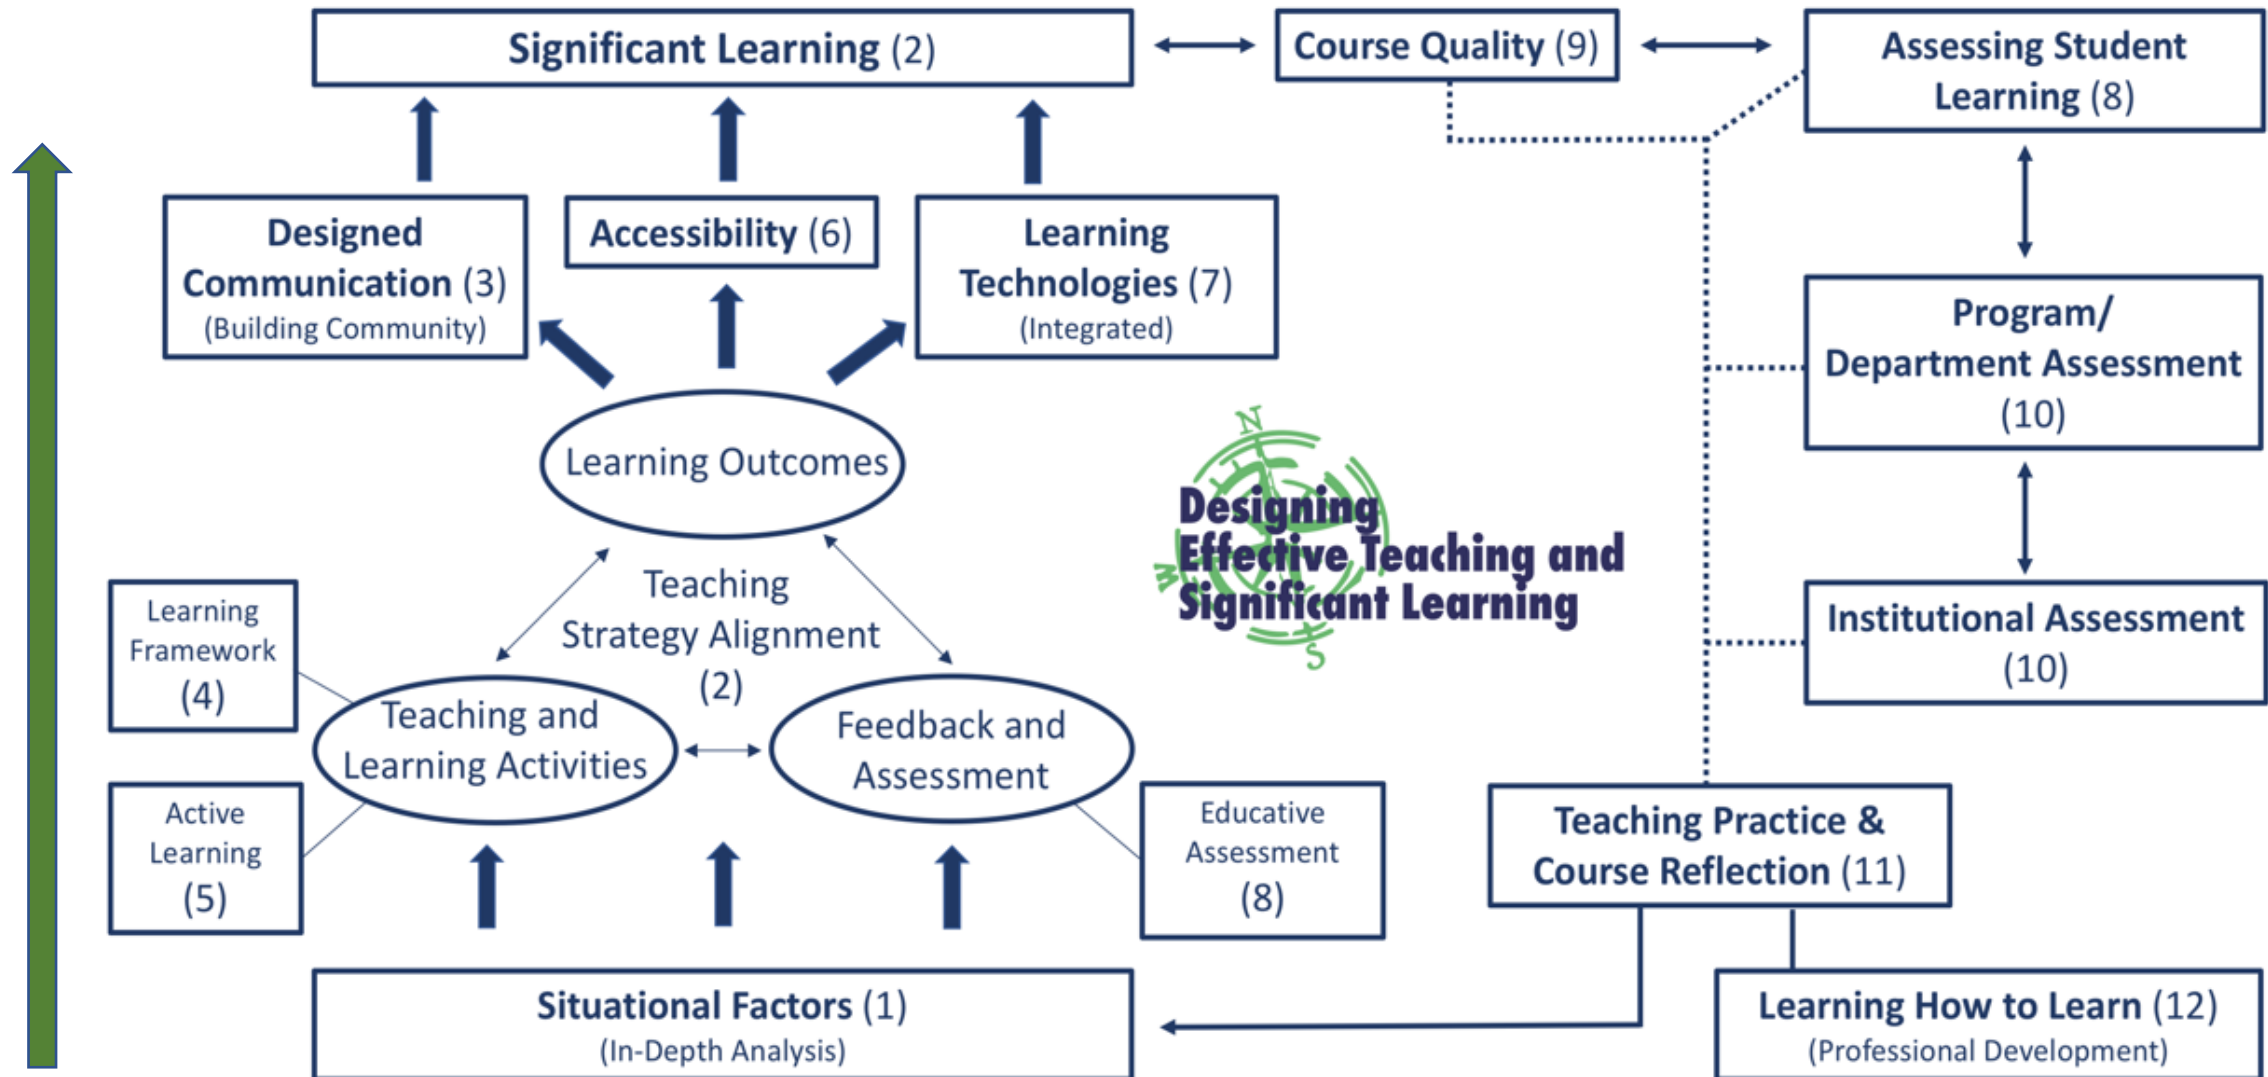 Significant Learning (2)
Course Quality (9)
Assessing Student
Learning (8)
Designed
Communication (3)
(Building Community)
Accessibility (6)
Learning
Technologies (7)
(Integrated)
Program/
Department Assessment
(10)
Learning Outcomes
N
W
S
Designing
Effective Teaching and
Significant Learning
Teaching
Strategy Alignment
(2)
Learning
Framework
(4)
Institutional Assessment
(10)
Teaching and
Learning Activities
Feedback and
Assessment
Active
Learning
(5)
Educative
Assessment
(8)
Teaching Practice &
Course Reflection (11)
Situational Factors (1)
(In-Depth Analysis)
Learning How to Learn (12)
(Professional Development)